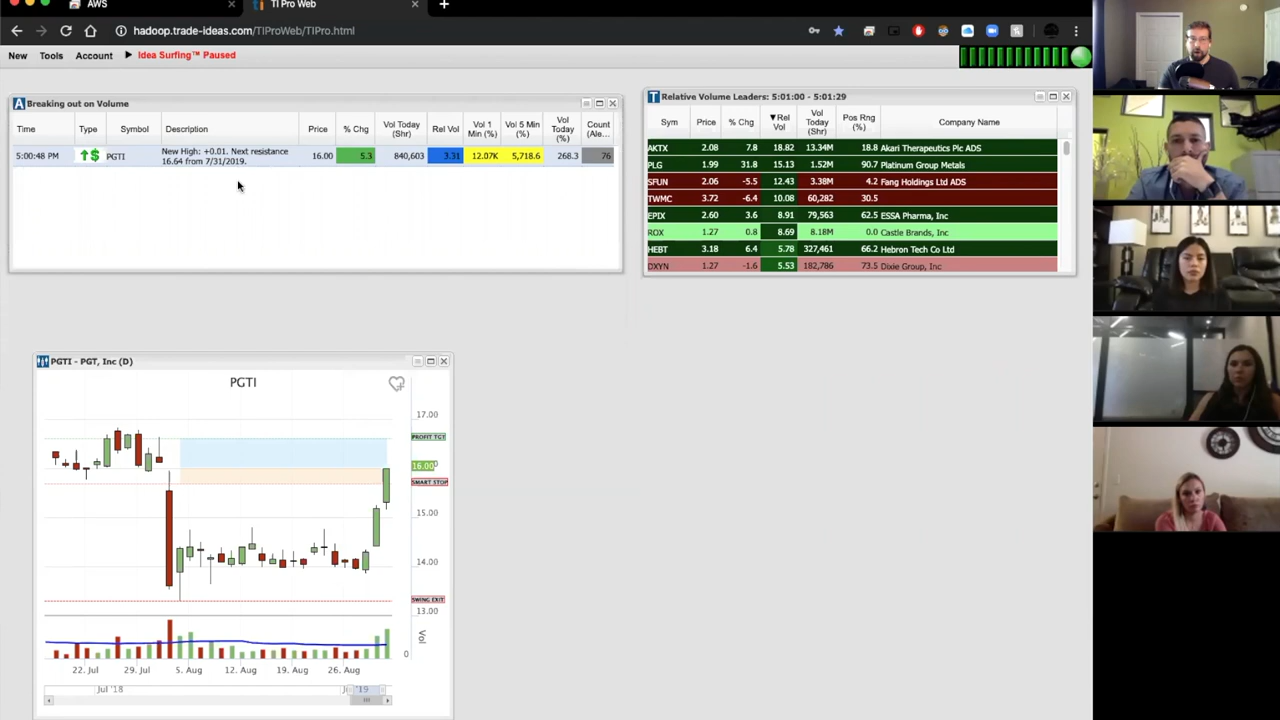 AWS
TI Pro Web
hadoop.trade-ideas.com/TIProWeb/TIPro.html
New Tools Account Idea Surfing™ Paused
Breaking out on Volume
Time Type Symbol Description Price % Chg Vol Today (Shr) Rel Vol Vol 1 Min (%) Vol 5 Min (%) Vol Today (%) Count (Ale...
5:00:48 PM PGTI New High: +0.01. Next resistance 16.64 from 7/31/2019. 16.00 5.3 840,603 3.31 12.07K 5,718.6 268.3 76
Relative Volume Leaders: 5:01:00 - 5:01:29
Sym Price % Chg ▼Rel Vol Vol Today (Shr) Pos Rng (%) Company Name
AKTX 2.08 7.8 18.82 13.34M 18.8 Akari Therapeutics Plc ADS
PLG 1.99 31.8 15.13 1.52M 90.7 Platinum Group Metals
SFUN 2.06 -5.5 12.43 3.38M 4.2 Fang Holdings Ltd ADS
TWMC 3.72 -6.4 10.08 60,282 30.5
EPIX 2.60 3.6 8.91 79,563 62.5 ESSA Pharma, Inc
ROX 1.27 0.8 8.69 8.18M 0.0 Castle Brands, Inc
HEBT 3.18 6.4 5.78 327,461 66.2 Hebron Tech Co Ltd
DXYN 1.27 -1.6 5.53 182,786 73.5 Dixie Group, Inc
PGTI - PGT, Inc (D)
PGTI
17.00
PROFIT TGT
16.00
SMART STOP
15.00
14.00
SWING EXIT
13.00
Vol
0
22. Jul 29. Jul 5. Aug 12. Aug 19. Aug 26. Aug
Jul '18 '19